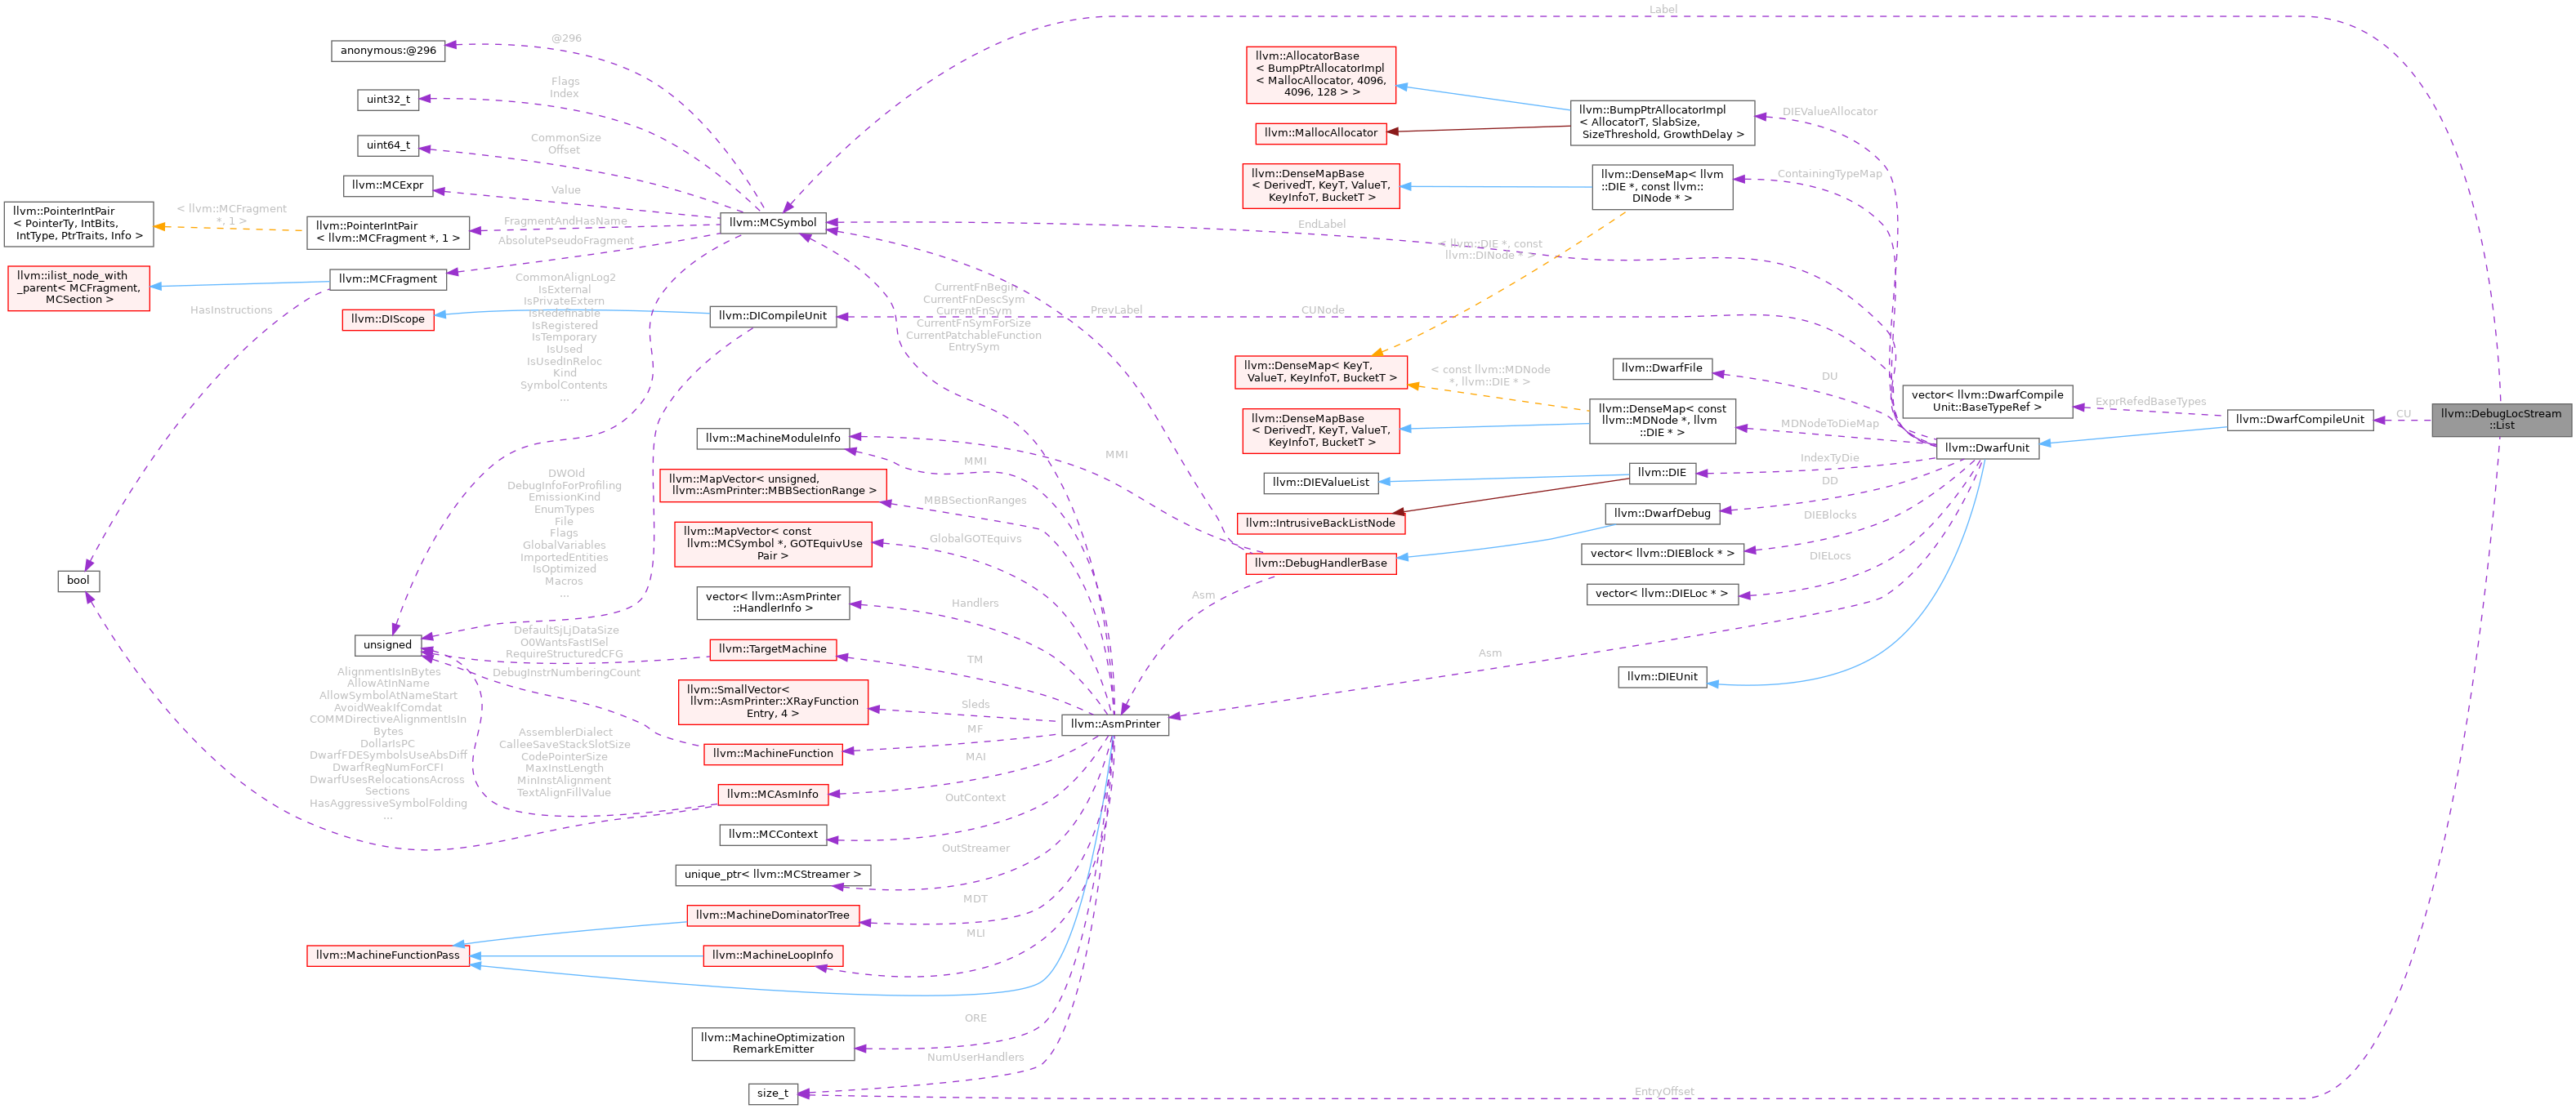 Label
anonymous:@296
@296
uint32_t
Flags
Index
uint64_t
CommonSize
Offset
llvm::MCExpr
Value
llvm::PointerIntPair
< PointerTy, IntBits,
IntType, PtrTraits, Info >
< llvm::MCFragment
*, 1 >
llvm::PointerIntPair
< llvm::MCFragment *, 1 >
FragmentAndHasName
AbsolutePseudoFragment
llvm::MCSymbol
llvm::ilist_node_with
_parent< MCFragment,
MCSection >
llvm::MCFragment
HasInstructions
llvm::DIScope
CommonAlignLog2
IsExternal
IsPrivateExtern
IsRedefinable
IsRegistered
IsTemporary
IsUsed
IsUsedInReloc
Kind
SymbolContents
...
llvm::DICompileUnit
CurrentFnBegin
CurrentFnDescSym
CurrentFnSym
CurrentFnSymForSize
CurrentPatchableFunction
EntrySym
PrevLabel
EndLabel
CUNode
llvm::AllocatorBase
< BumpPtrAllocatorImpl
< MallocAllocator, 4096,
4096, 128 > >
llvm::MallocAllocator
llvm::BumpPtrAllocatorImpl
< AllocatorT, SlabSize,
SizeThreshold, GrowthDelay >
DIEValueAllocator
llvm::DenseMapBase
< DerivedT, KeyT, ValueT,
KeyInfoT, BucketT >
llvm::DenseMap< llvm
::DIE *, const llvm::
DINode * >
ContainingTypeMap
< llvm::DIE *, const
llvm::DINode * >
llvm::DenseMap< KeyT,
ValueT, KeyInfoT, BucketT >
< const llvm::MDNode
*, llvm::DIE * >
llvm::DwarfFile
DU
llvm::DenseMapBase
< DerivedT, KeyT, ValueT,
KeyInfoT, BucketT >
llvm::DenseMap< const
llvm::MDNode *, llvm
::DIE * >
MDNodeToDieMap
vector< llvm::DwarfCompile
Unit::BaseTypeRef >
ExprRefedBaseTypes
llvm::DwarfCompileUnit
CU
llvm::DebugLocStream
::List
llvm::DwarfUnit
llvm::DIEValueList
llvm::DIE
IndexTyDie
DD
llvm::IntrusiveBackListNode
llvm::DwarfDebug
DIEBlocks
vector< llvm::DIEBlock * >
DIELocs
llvm::DebugHandlerBase
vector< llvm::DIELoc * >
llvm::DIEUnit
Asm
Asm
llvm::MachineModuleInfo
MMI
MMI
llvm::MapVector< unsigned,
llvm::AsmPrinter::MBBSectionRange >
MBBSectionRanges
llvm::MapVector< const
llvm::MCSymbol *, GOTEquivUse
Pair >
GlobalGOTEquivs
DWOId
DebugInfoForProfiling
EmissionKind
EnumTypes
File
Flags
GlobalVariables
ImportedEntities
IsOptimized
Macros
...
bool
vector< llvm::AsmPrinter
::HandlerInfo >
Handlers
unsigned
DefaultSjLjDataSize
O0WantsFastISel
RequireStructuredCFG
llvm::TargetMachine
TM
DebugInstrNumberingCount
llvm::SmallVector<
llvm::AsmPrinter::XRayFunction
Entry, 4 >
Sleds
llvm::AsmPrinter
llvm::MachineFunction
MF
AlignmentIsInBytes
AllowAtInName
AllowSymbolAtNameStart
AvoidWeakIfComdat
COMMDirectiveAlignmentIsIn
Bytes
DollarIsPC
DwarfFDESymbolsUseAbsDiff
DwarfRegNumForCFI
DwarfUsesRelocationsAcross
Sections
HasAggressiveSymbolFolding
...
AssemblerDialect
CalleeSaveStackSlotSize
CodePointerSize
MaxInstLength
MinInstAlignment
TextAlignFillValue
llvm::MCAsmInfo
MAI
llvm::MCContext
OutContext
unique_ptr< llvm::MCStreamer >
OutStreamer
llvm::MachineDominatorTree
MDT
llvm::MachineFunctionPass
llvm::MachineLoopInfo
MLI
llvm::MachineOptimization
RemarkEmitter
ORE
NumUserHandlers
size_t
EntryOffset